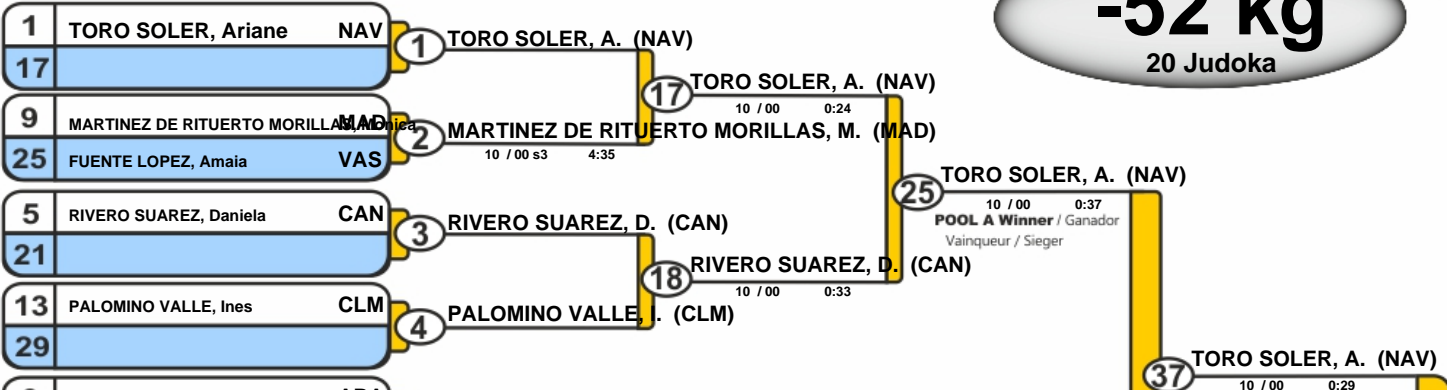 -52 kg
20 Judoka
1 TORO SOLER, Ariane NAV
17
1 TORO SOLER, A. (NAV)
9 MARTINEZ DE RITUERTO MORILLAS, Monica MAD
25 FUENTE LOPEZ, Amaia VAS
2 MARTINEZ DE RITUERTO MORILLAS, M. (MAD)
10 / 00 s3 4:35
17 TORO SOLER, A. (NAV)
10 / 00 0:24
5 RIVERO SUAREZ, Daniela CAN
21
3 RIVERO SUAREZ, D. (CAN)
13 PALOMINO VALLE, Ines CLM
29
4 PALOMINO VALLE, I. (CLM)
18 RIVERO SUAREZ, D. (CAN)
10 / 00 0:33
25 TORO SOLER, A. (NAV)
10 / 00 0:37
POOL A Winner / Ganador
Vainqueur / Sieger
37 TORO SOLER, A. (NAV)
10 / 00 0:29